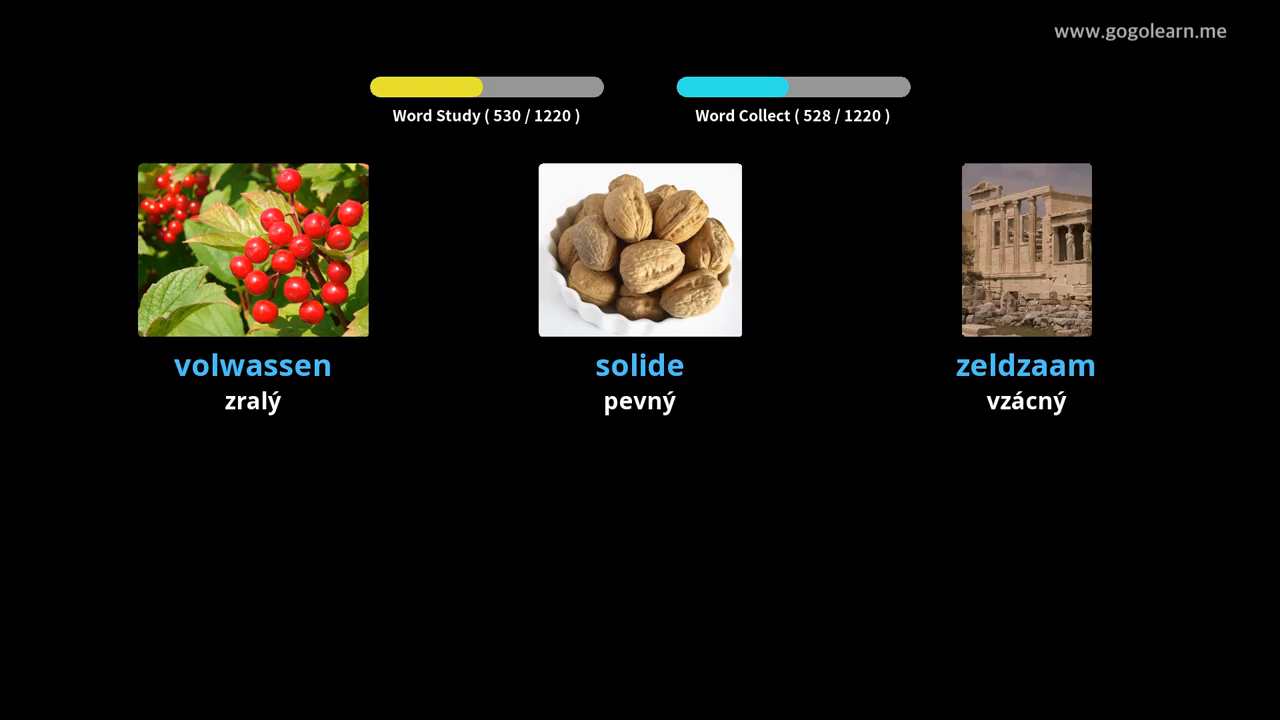 www.gogolearn.me
Word Study ( 530 / 1220 )
Word Collect ( 528 / 1220 )
volwassen
zralý
solide
pevný
zeldzaam
vzácný